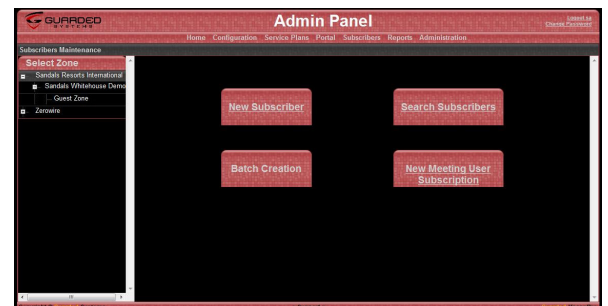 GUARDED
SYSTEMS
Admin Panel
Logout sa
Change Password
Home Configuration Service Plans Portal Subscribers Reports Administration
Subscribers Maintenance
Select Zone
Sandals Resorts International
Sandals Whitehouse Demo
Guest Zone
Zerowire
New Subscriber
Search Subscribers
Batch Creation
New Meeting User
Subscription